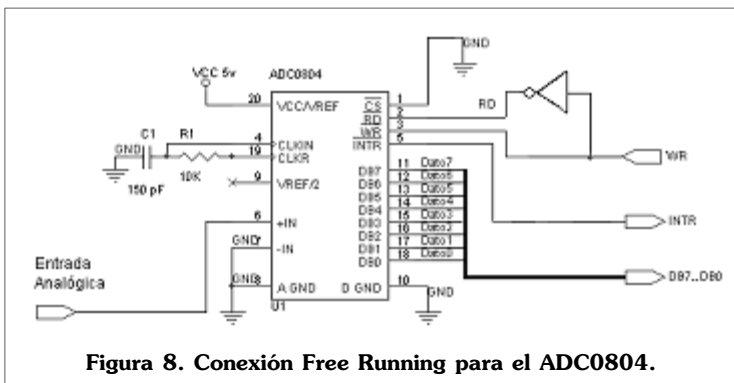 VCC 5v
ADC0804
GND
20
VCC/VREF
CS
1
RD
2
WR
3
INTR
5
RD
WR
INTR
C1
R1
GND
150 pF
10K
4
CLKIN
19
CLKR
9
VREF/2
6
+IN
GND
7
-IN
GND
8
A GND
U1
DB7
11
Dato7
DB6
12
Dato6
DB5
13
Dato5
DB4
14
Dato4
DB3
15
Dato3
DB2
16
Dato2
DB1
17
Dato1
DB0
18
Dato0
D GND
10
GND
DB7..DB0
Entrada
Analógica
Figura 8. Conexión Free Running para el ADC0804.